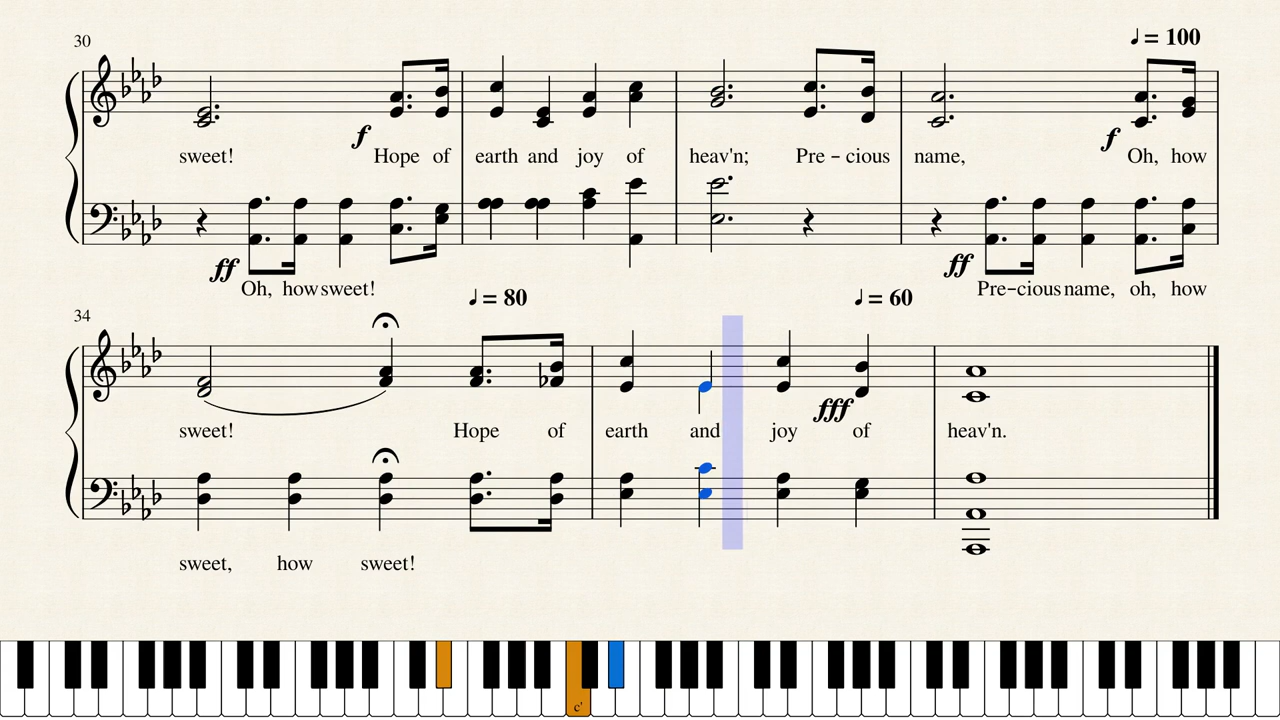 ♩= 100
30
f
sweet! Hope of earth and joy of heav'n; Pre - cious name, Oh, how
f
ff
ff
Oh, how sweet! Pre-cious name, oh, how
34
♩= 80
♩= 60
fff
sweet! Hope of earth and joy of heav'n.
sweet, how sweet!
c'